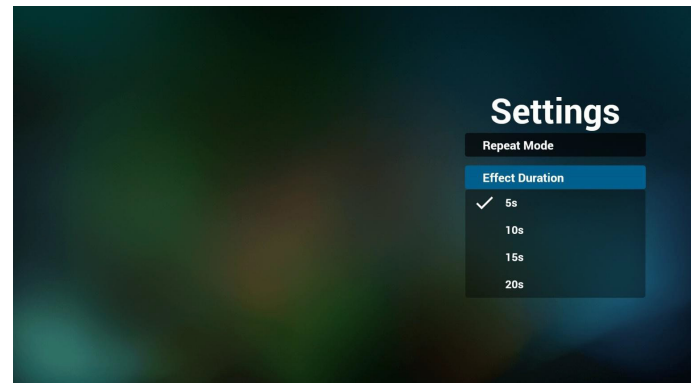 Settings
Repeat Mode
Effect Duration
5s
10s
15s
20s